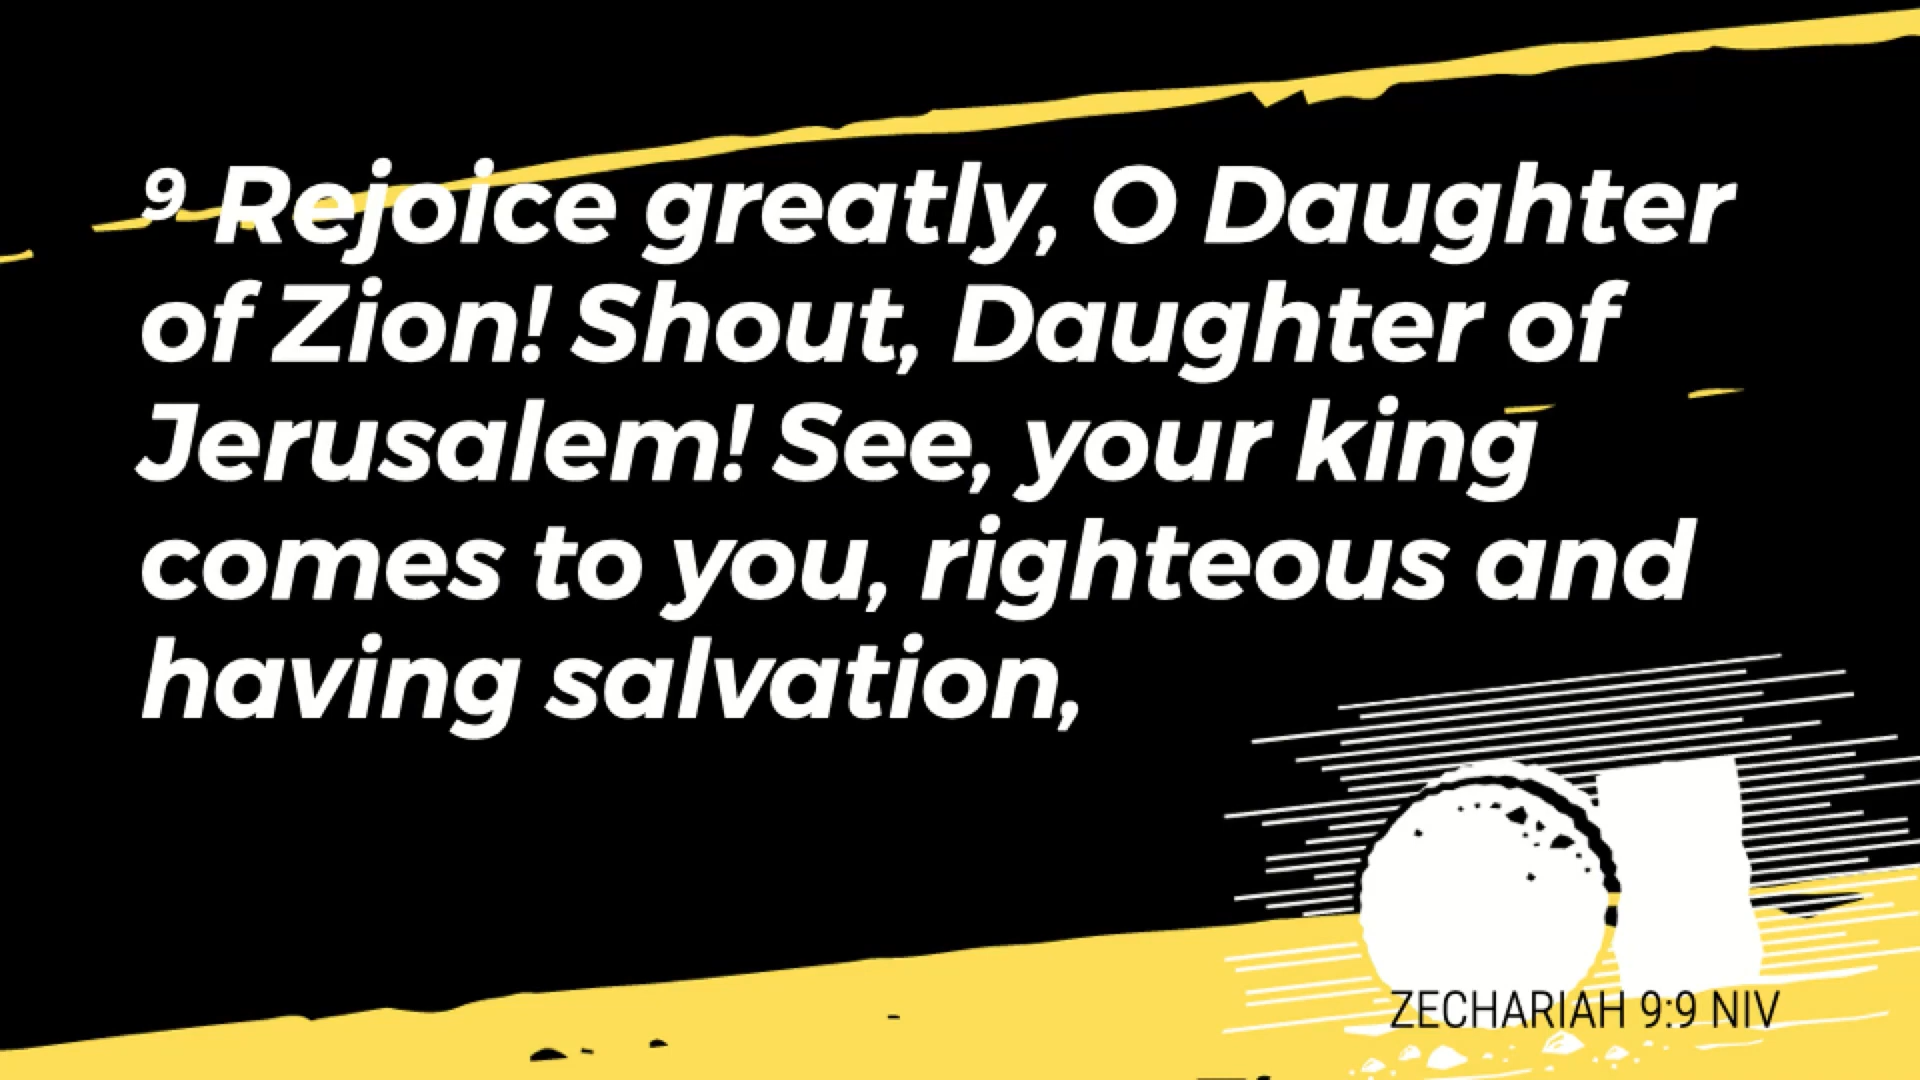 9 Rejoice greatly, O Daughter
of Zion! Shout, Daughter of
Jerusalem! See, your king
comes to you, righteous and
having salvation,
ZECHARIAH 9:9 NIV